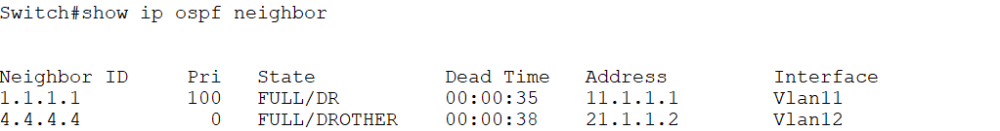 Switch#show ip ospf neighbor
Neighbor ID     Pri   State           Dead Time   Address         Interface
1.1.1.1         100   FULL/DR         00:00:35    11.1.1.1        Vlan11
4.4.4.4           0   FULL/DROTHER    00:00:38    21.1.1.2        Vlan12